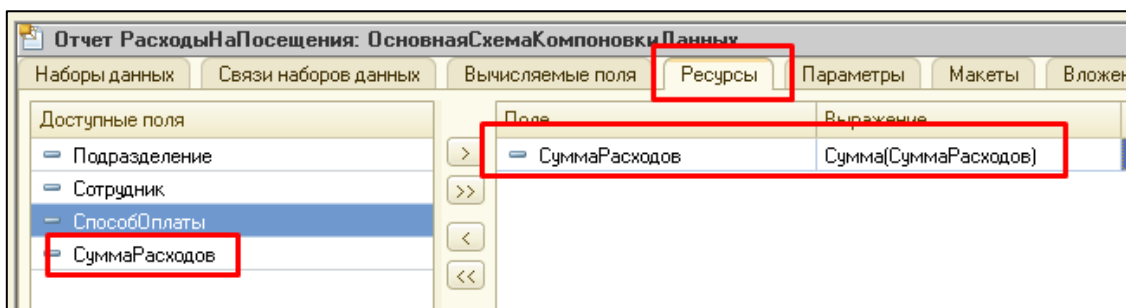 Отчет РасходыНаПосещения: ОсновнаяСхемаКомпоновкиДанных
Наборы данных Связи наборов данных Вычисляемые поля Ресурсы Параметры Макеты Вложен
Доступные поля
Поле Выражение
Подразделение
СуммаРасходов Сумма(СуммаРасходов)
Сотрудник
СпособОплаты
СуммаРасходов
> 
>>
<
<<